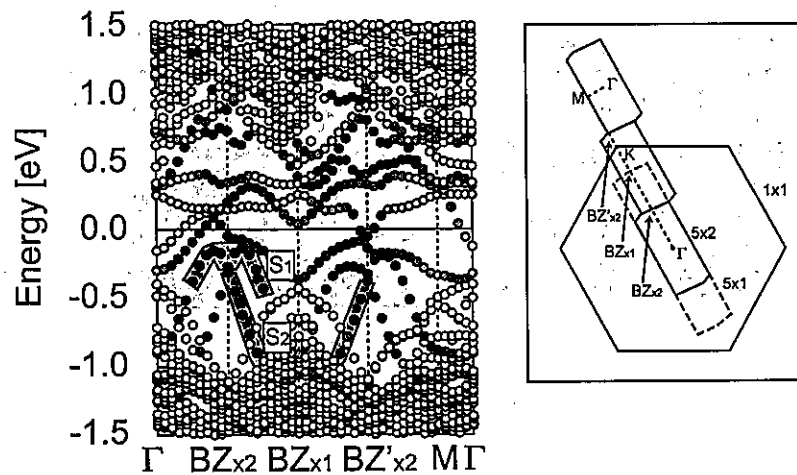 Energy [eV]
1.5
1.0
0.5
0.0
-0.5
-1.0
-1.5
S1
S2
Γ BZx2 BZx1 BZ'x2 M Γ
M Γ
K
1x1
BZ'x2
BZx1
5x2
Γ
BZx2
5x1